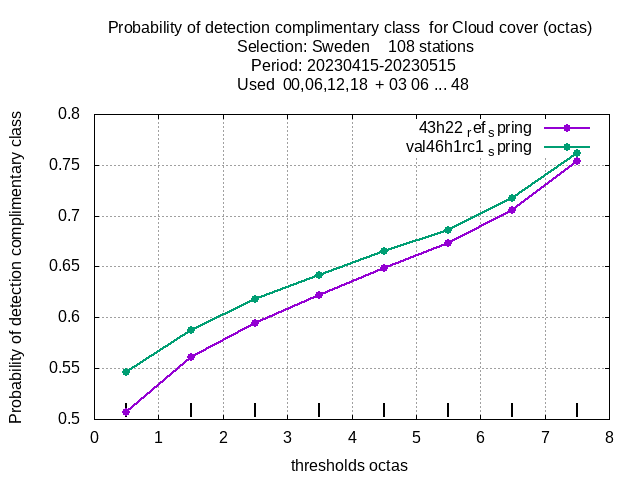 Probability of detection complimentary class  for Cloud cover (octas)
Selection: Sweden    108 stations
Period: 20230415-20230515
Used  00,06,12,18  + 03 06 ... 48
43h22 ref spring
val46h1rc1 spring
Probability of detection complimentary class
0.8
0.75
0.7
0.65
0.6
0.55
0.5
0 1 2 3 4 5 6 7 8
thresholds octas